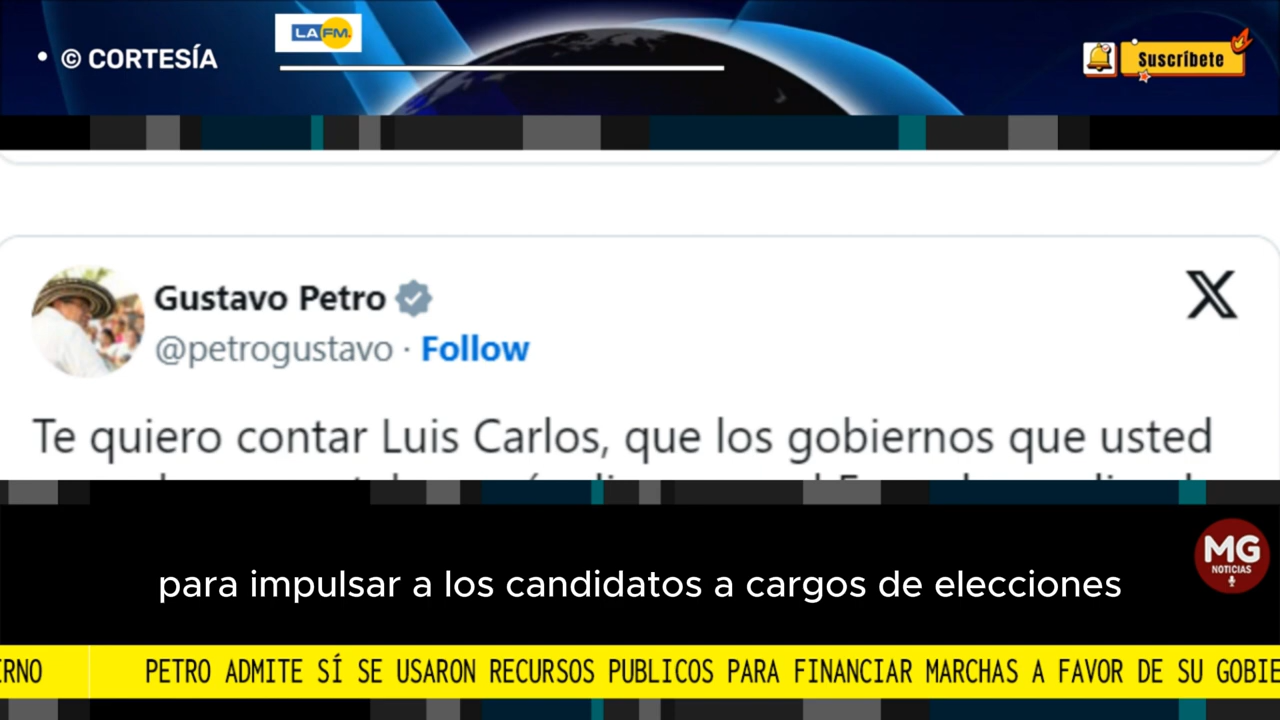 • © CORTESÍA
LA FM.
Suscríbete
Gustavo Petro
@petrogustavo · Follow
Te quiero contar Luis Carlos, que los gobiernos que usted
para impulsar a los candidatos a cargos de elecciones
MG
NOTICIAS
PETRO ADMITE SÍ SE USARON RECURSOS PUBLICOS PARA FINANCIAR MARCHAS A FAVOR DE SU